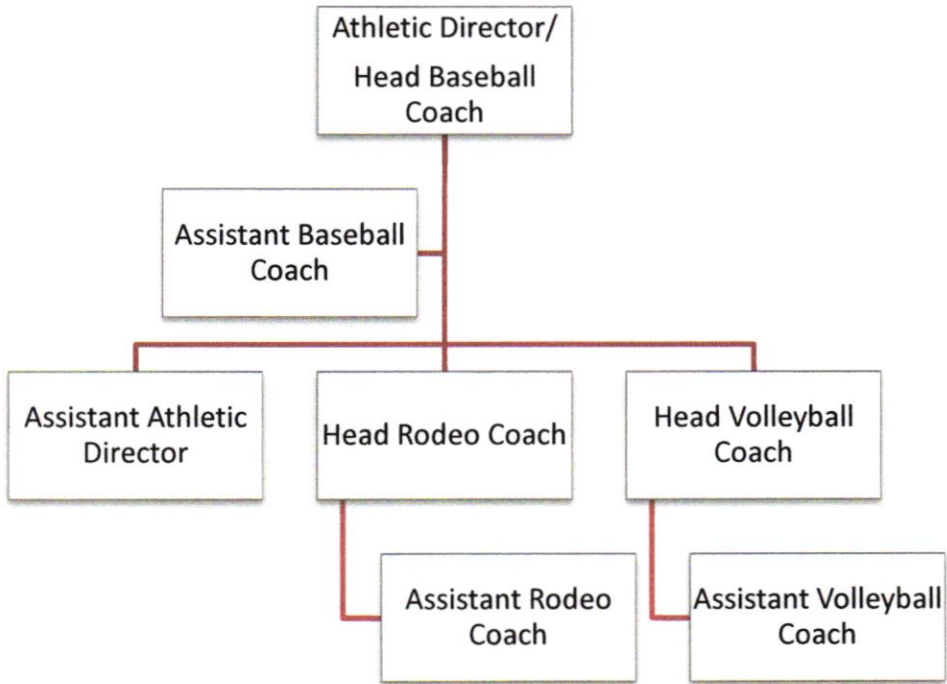 Athletic Director/
Head Baseball
Coach
Assistant Baseball
Coach
Assistant Athletic
Director
Head Rodeo Coach
Head Volleyball
Coach
Assistant Rodeo
Coach
Assistant Volleyball
Coach